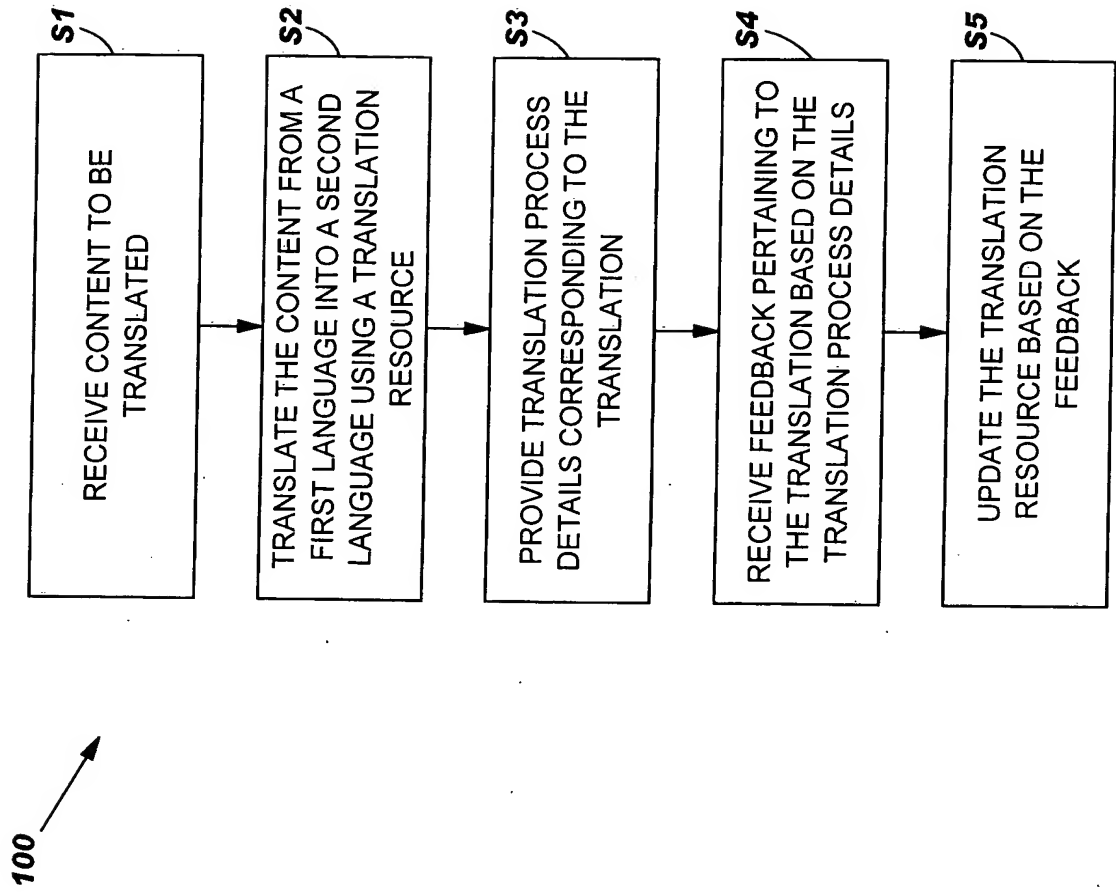 100
S1
RECEIVE CONTENT TO BE
TRANSLATED
S2
TRANSLATE THE CONTENT FROM A
FIRST LANGUAGE INTO A SECOND
LANGUAGE USING A TRANSLATION
RESOURCE
S3
PROVIDE TRANSLATION PROCESS
DETAILS CORRESPONDING TO THE
TRANSLATION
S4
RECEIVE FEEDBACK PERTAINING TO
THE TRANSLATION BASED ON THE
TRANSLATION PROCESS DETAILS
S5
UPDATE THE TRANSLATION
RESOURCE BASED ON THE
FEEDBACK